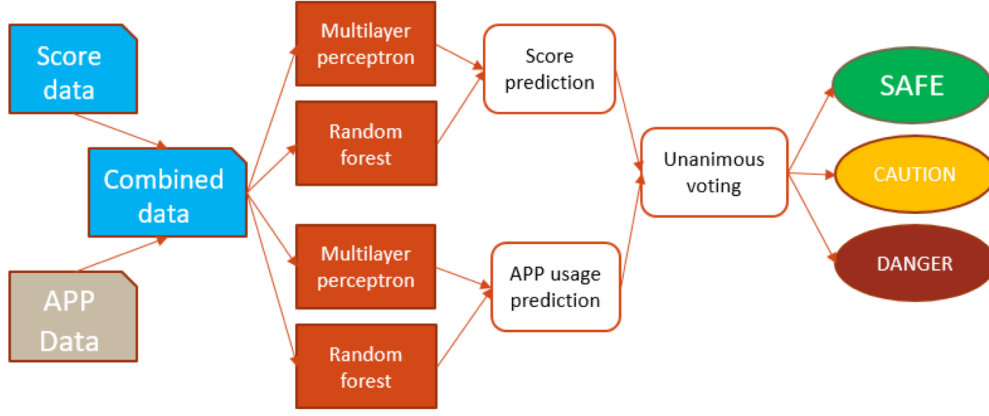 Score
data
APP
Data
Combined
data
Multilayer
perceptron
Random
forest
Multilayer
perceptron
Random
forest
Score
prediction
APP usage
prediction
Unanimous
voting
SAFE
CAUTION
DANGER